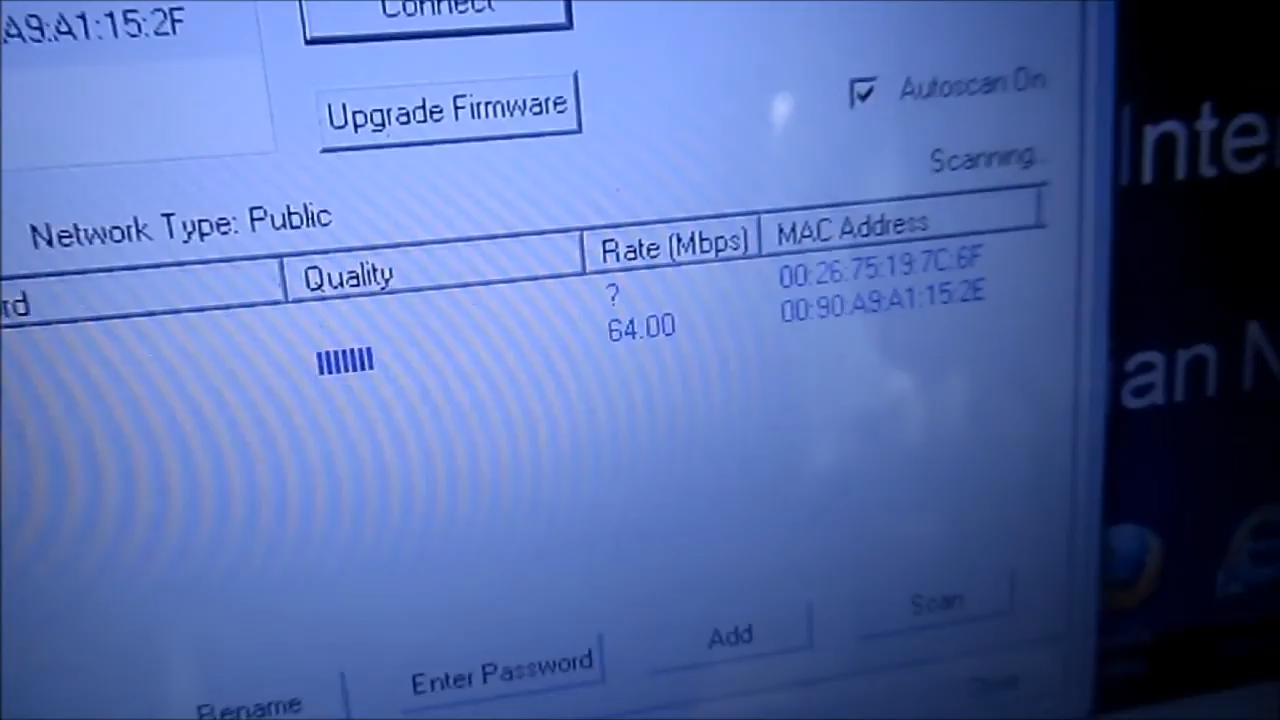 A9:A1:15:2F
Connect
Upgrade Firmware
Autoscan On
Scanning..
Network Type: Public
rd Quality Rate (Mbps) MAC Address
? 00:26:75:19:7C:6F
64.00 00:90:A9:A1:15:2E
Rename Enter Password Add Scan
Inte
an N